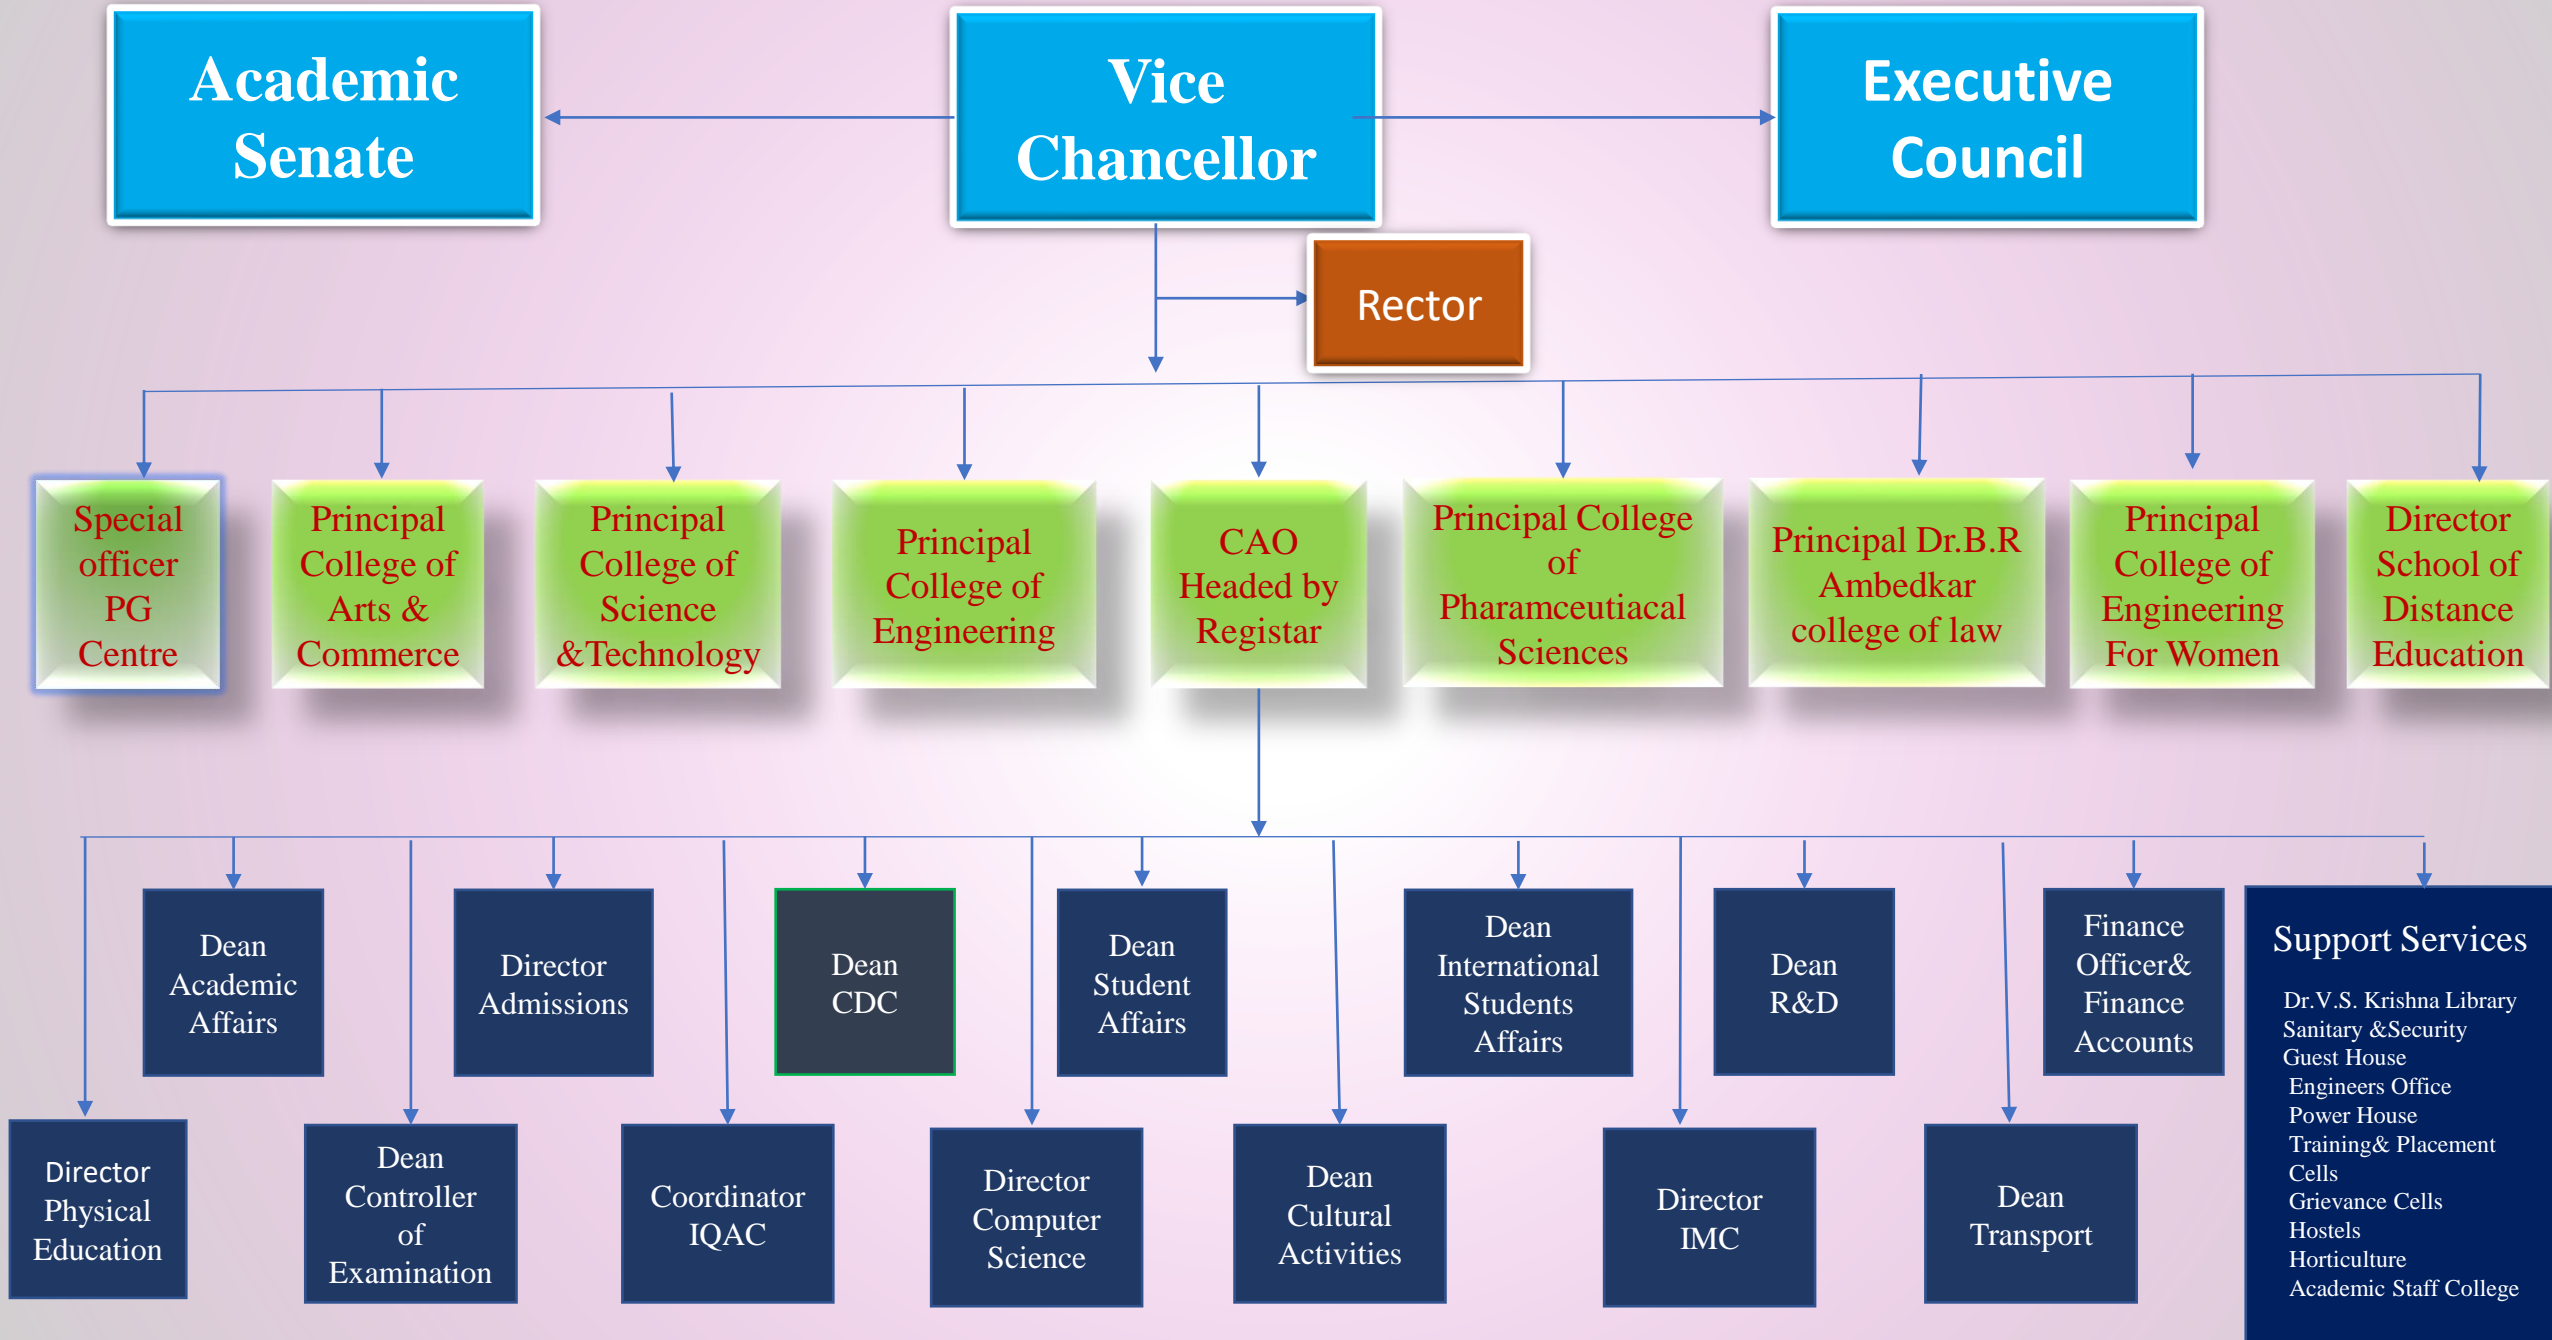 Academic
Senate
Vice
Chancellor
Executive
Council
Rector
Special
officer
PG
Centre
Principal
College of
Arts &
Commerce
Principal
College of
Science
&Technology
Principal
College of
Engineering
CAO
Headed by
Registar
Principal College
of
Pharamceutiacal
Sciences
Principal Dr.B.R
Ambedkar
college of law
Principal
College of
Engineering
For Women
Director
School of
Distance
Education
Dean
Academic
Affairs
Director
Admissions
Dean
CDC
Dean
Student
Affairs
Dean
International
Students
Affairs
Dean
R&D
Finance
Officer&
Finance
Accounts
Support Services
Dr.V.S. Krishna Library
Sanitary &Security
Guest House
Engineers Office
Power House
Training& Placement
Cells
Grievance Cells
Hostels
Horticulture
Academic Staff College
Director
Physical
Education
Dean
Controller
of
Examination
Coordinator
IQAC
Director
Computer
Science
Dean
Cultural
Activities
Director
IMC
Dean
Transport